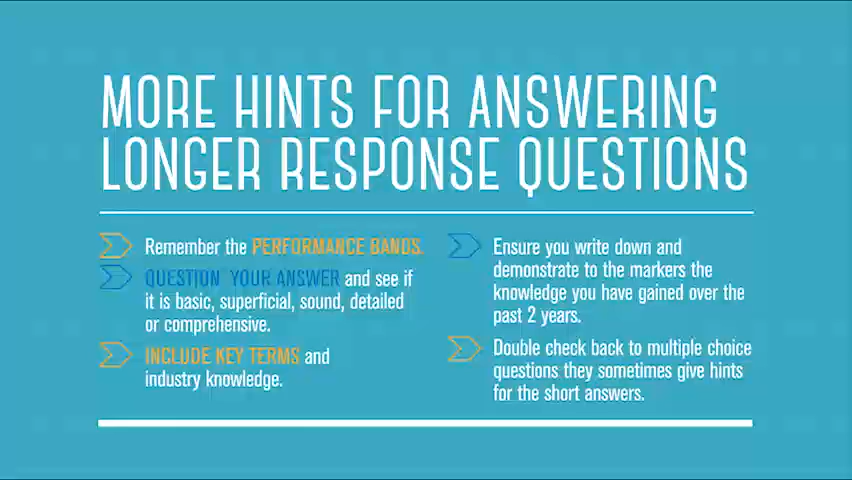 MORE HINTS FOR ANSWERING
LONGER RESPONSE QUESTIONS
Remember the PERFORMANCE BANDS.
QUESTION YOUR ANSWER and see if
it is basic, superficial, sound, detailed
or comprehensive.
INCLUDE KEY TERMS and
industry knowledge.
Ensure you write down and
demonstrate to the markers the
knowledge you have gained over the
past 2 years.
Double check back to multiple choice
questions they sometimes give hints
for the short answers.